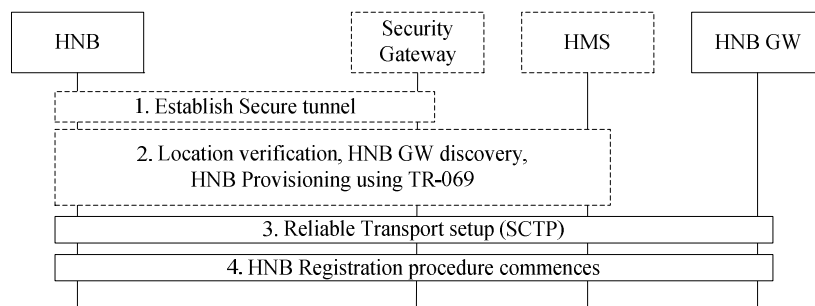 HNB
Security
Gateway
HMS
HNB GW
1. Establish Secure tunnel
2. Location verification, HNB GW discovery,
HNB Provisioning using TR-069
3. Reliable Transport setup (SCTP)
4. HNB Registration procedure commences